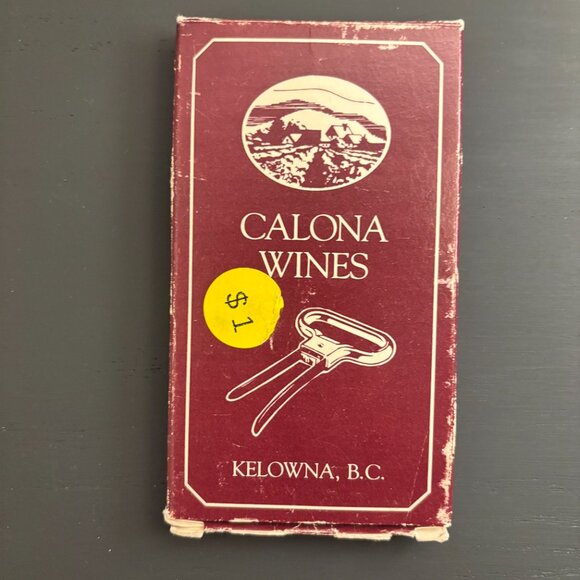 CALONA
WINES
$1
KELOWNA, B.C.